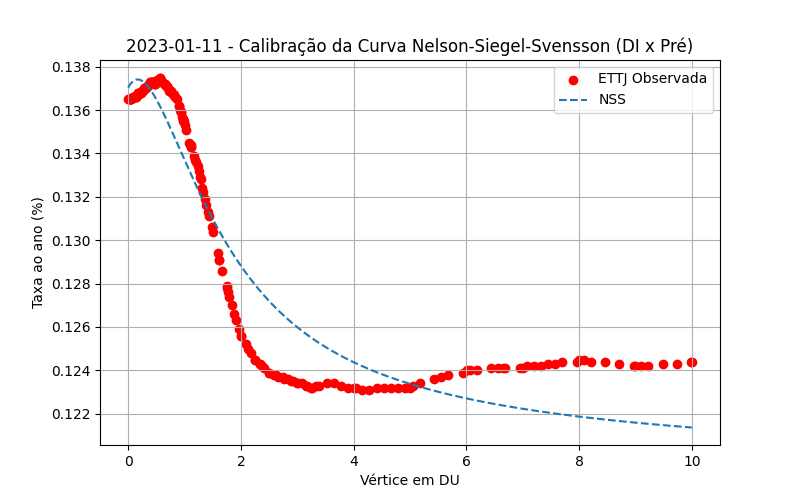 2023-01-11 - Calibração da Curva Nelson-Siegel-Svensson (DI x Pré)
ETTJ Observada
NSS
Taxa ao ano (%)
0.138
0.136
0.134
0.132
0.130
0.128
0.126
0.124
0.122
0 2 4 6 8 10
Vértice em DU